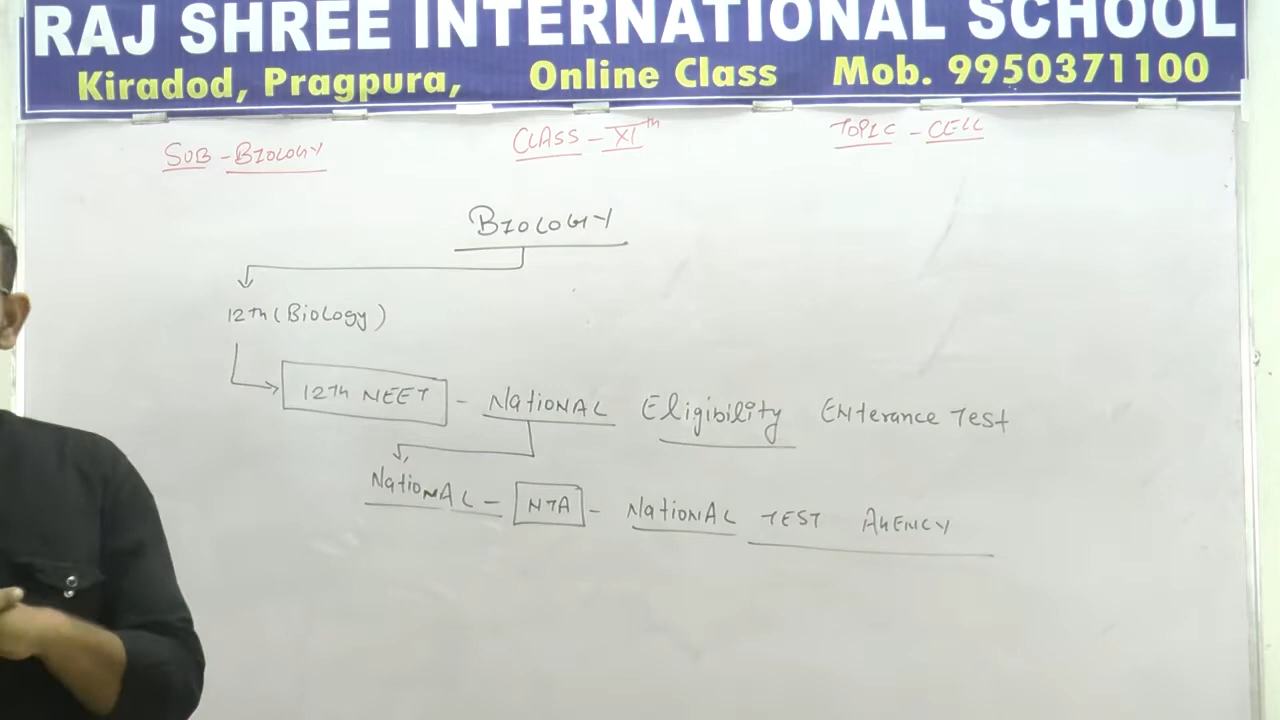 RAJ SHREE INTERNATIONAL SCHOOL
Kiradod, Pragpura, Online Class Mob. 9950371100
SUB - BIOLOGY CLASS - XIth TOPIC - CELL
BIOLOGY
12th (Biology)
12th NEET - NATIONAL Eligibility ENterance Test
NATIONAL - NTA - NATIONAL TEST AGENCY